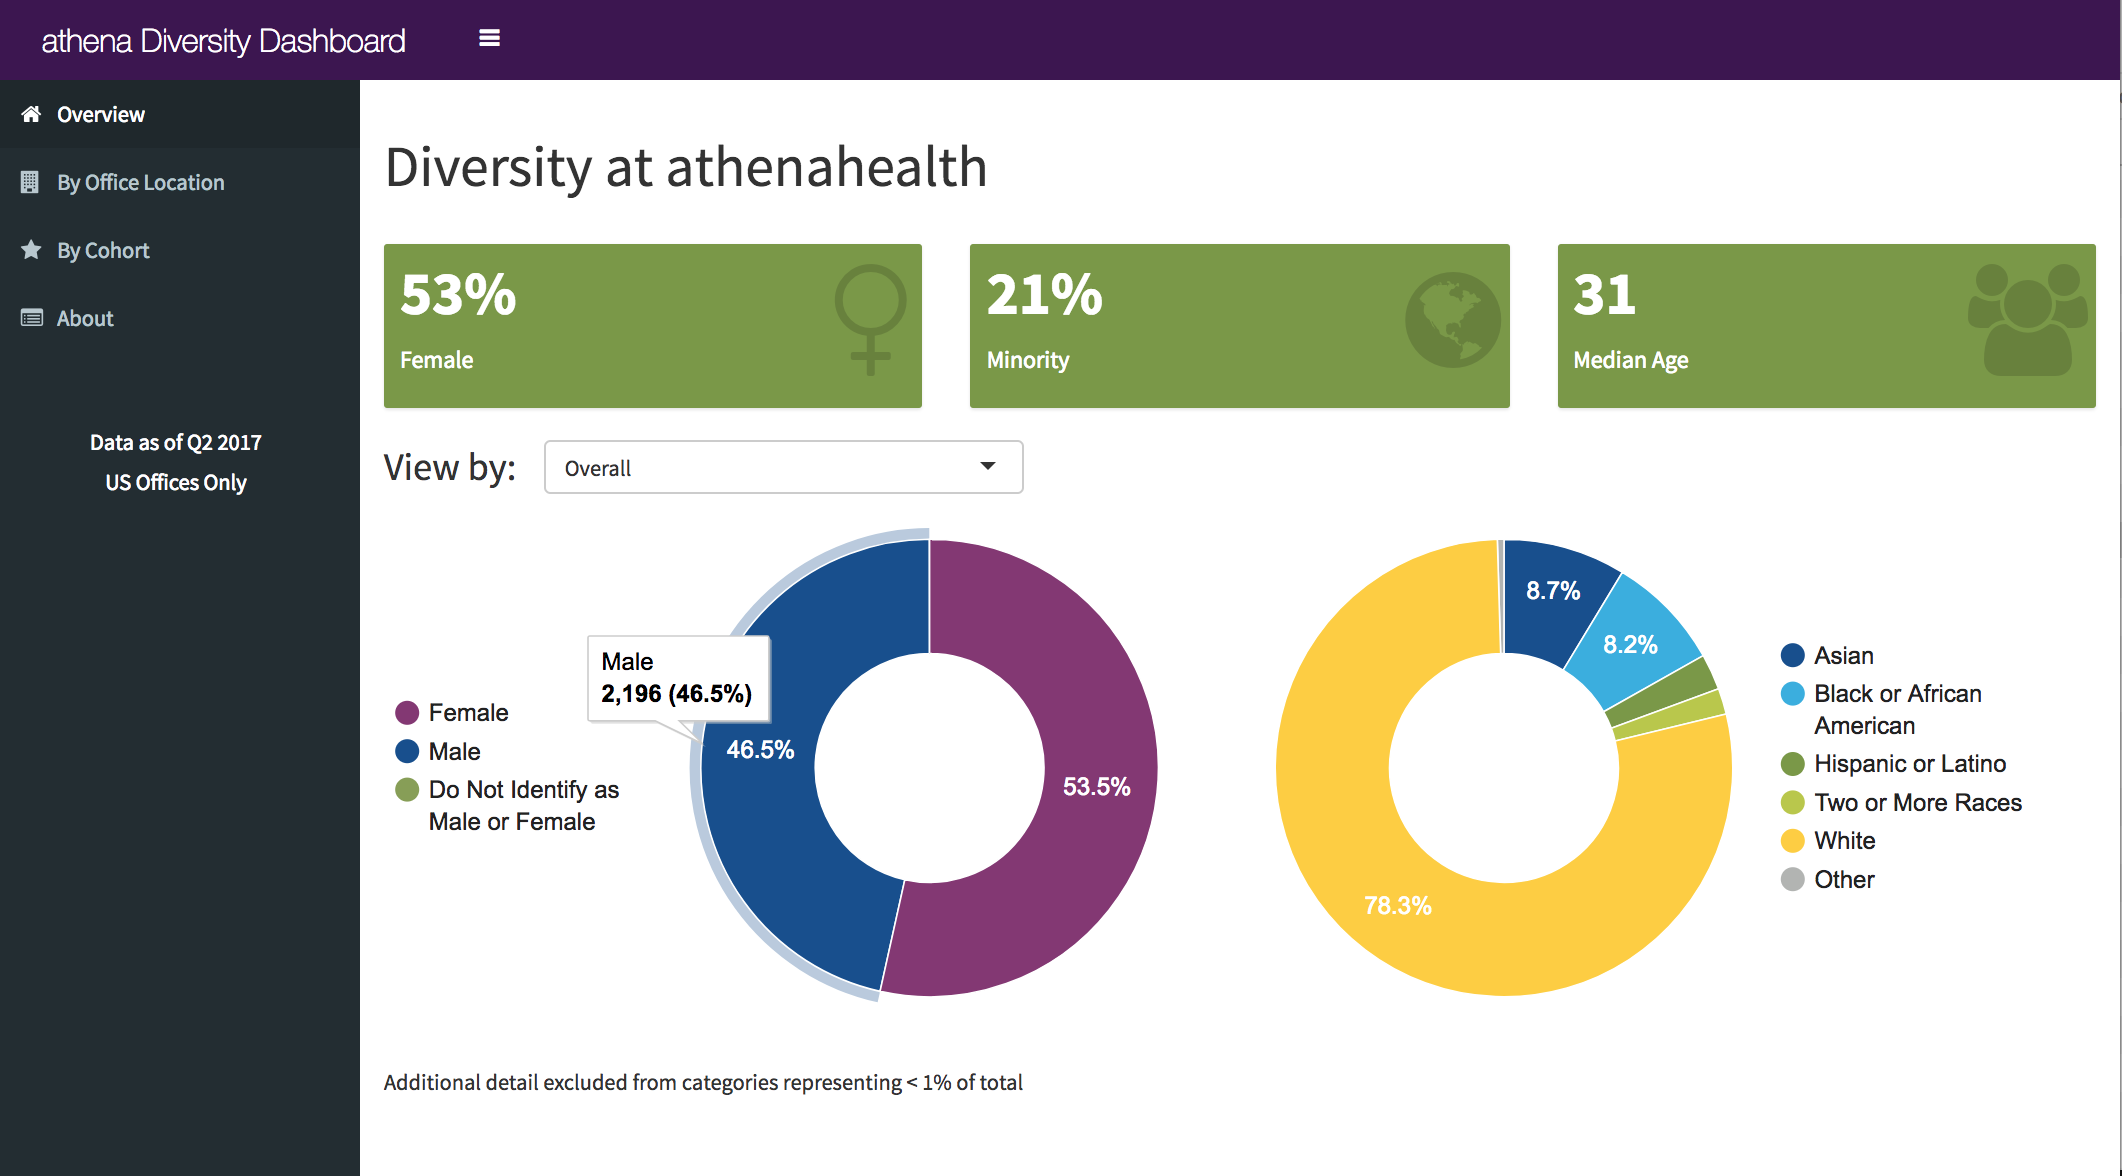 athena Diversity Dashboard
Overview
By Office Location
By Cohort
About
Data as of Q2 2017
US Offices Only
Diversity at athenahealth
53%
Female
21%
Minority
31
Median Age
View by:
Overall
Male
2,196 (46.5%)
Female
Male
Do Not Identify as
Male or Female
46.5%
53.5%
8.7%
8.2%
78.3%
Asian
Black or African
American
Hispanic or Latino
Two or More Races
White
Other
Additional detail excluded from categories representing < 1% of total